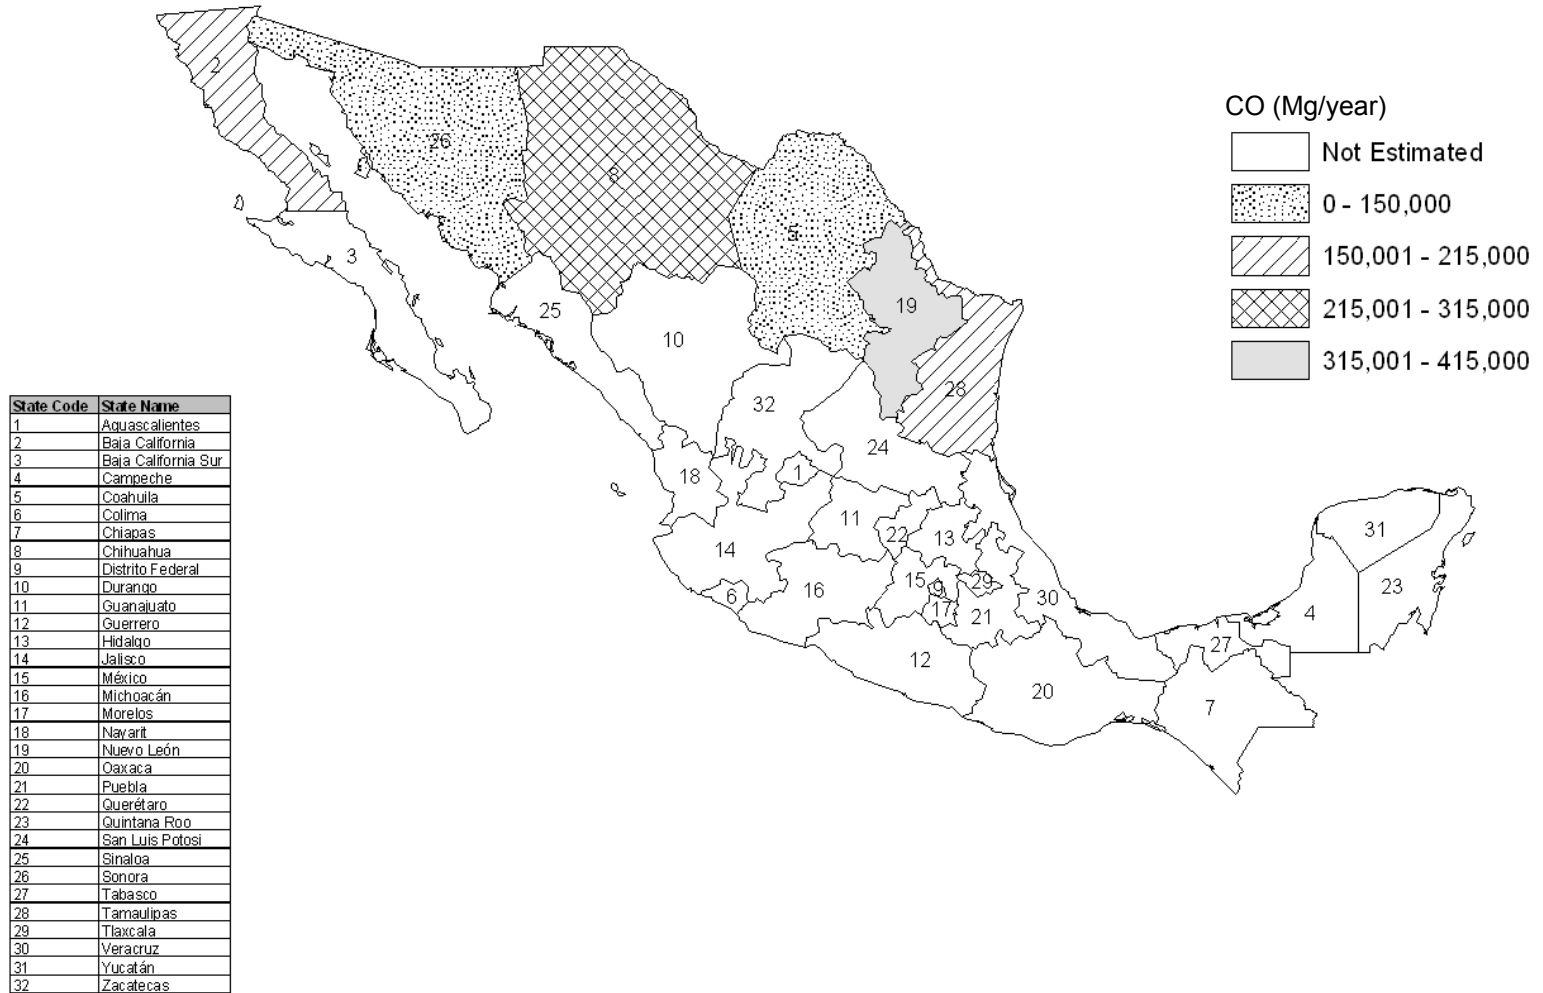 CO (Mg/year)
Not Estimated
0 - 150,000
150,001 - 215,000
215,001 - 315,000
315,001 - 415,000
2
26
8
5
3
19
25
10
28
32
24
18
1
11
22
13
31
14
15
9
29
23
16
6
17
21
30
4
27
12
20
7
State Code State Name
1 Aguascalientes
2 Baja California
3 Baja California Sur
4 Campeche
5 Coahuila
6 Colima
7 Chiapas
8 Chihuahua
9 Distrito Federal
10 Durango
11 Guanajuato
12 Guerrero
13 Hidalgo
14 Jalisco
15 México
16 Michoacán
17 Morelos
18 Nayarit
19 Nuevo León
20 Oaxaca
21 Puebla
22 Querétaro
23 Quintana Roo
24 San Luis Potosi
25 Sinaloa
26 Sonora
27 Tabasco
28 Tamaulipas
29 Tlaxcala
30 Veracruz
31 Yucatán
32 Zacatecas